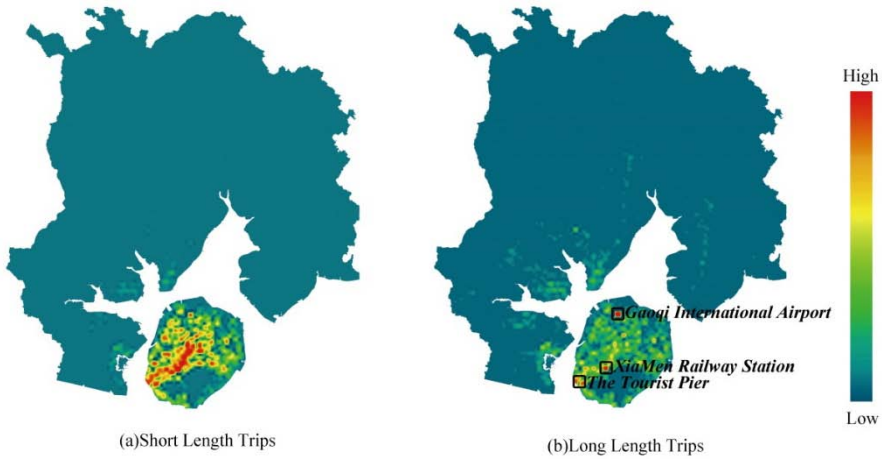 High
Gaoqi International Airport
XiaMen Railway Station
The Tourist Pier
Low
(a)Short Length Trips
(b)Long Length Trips